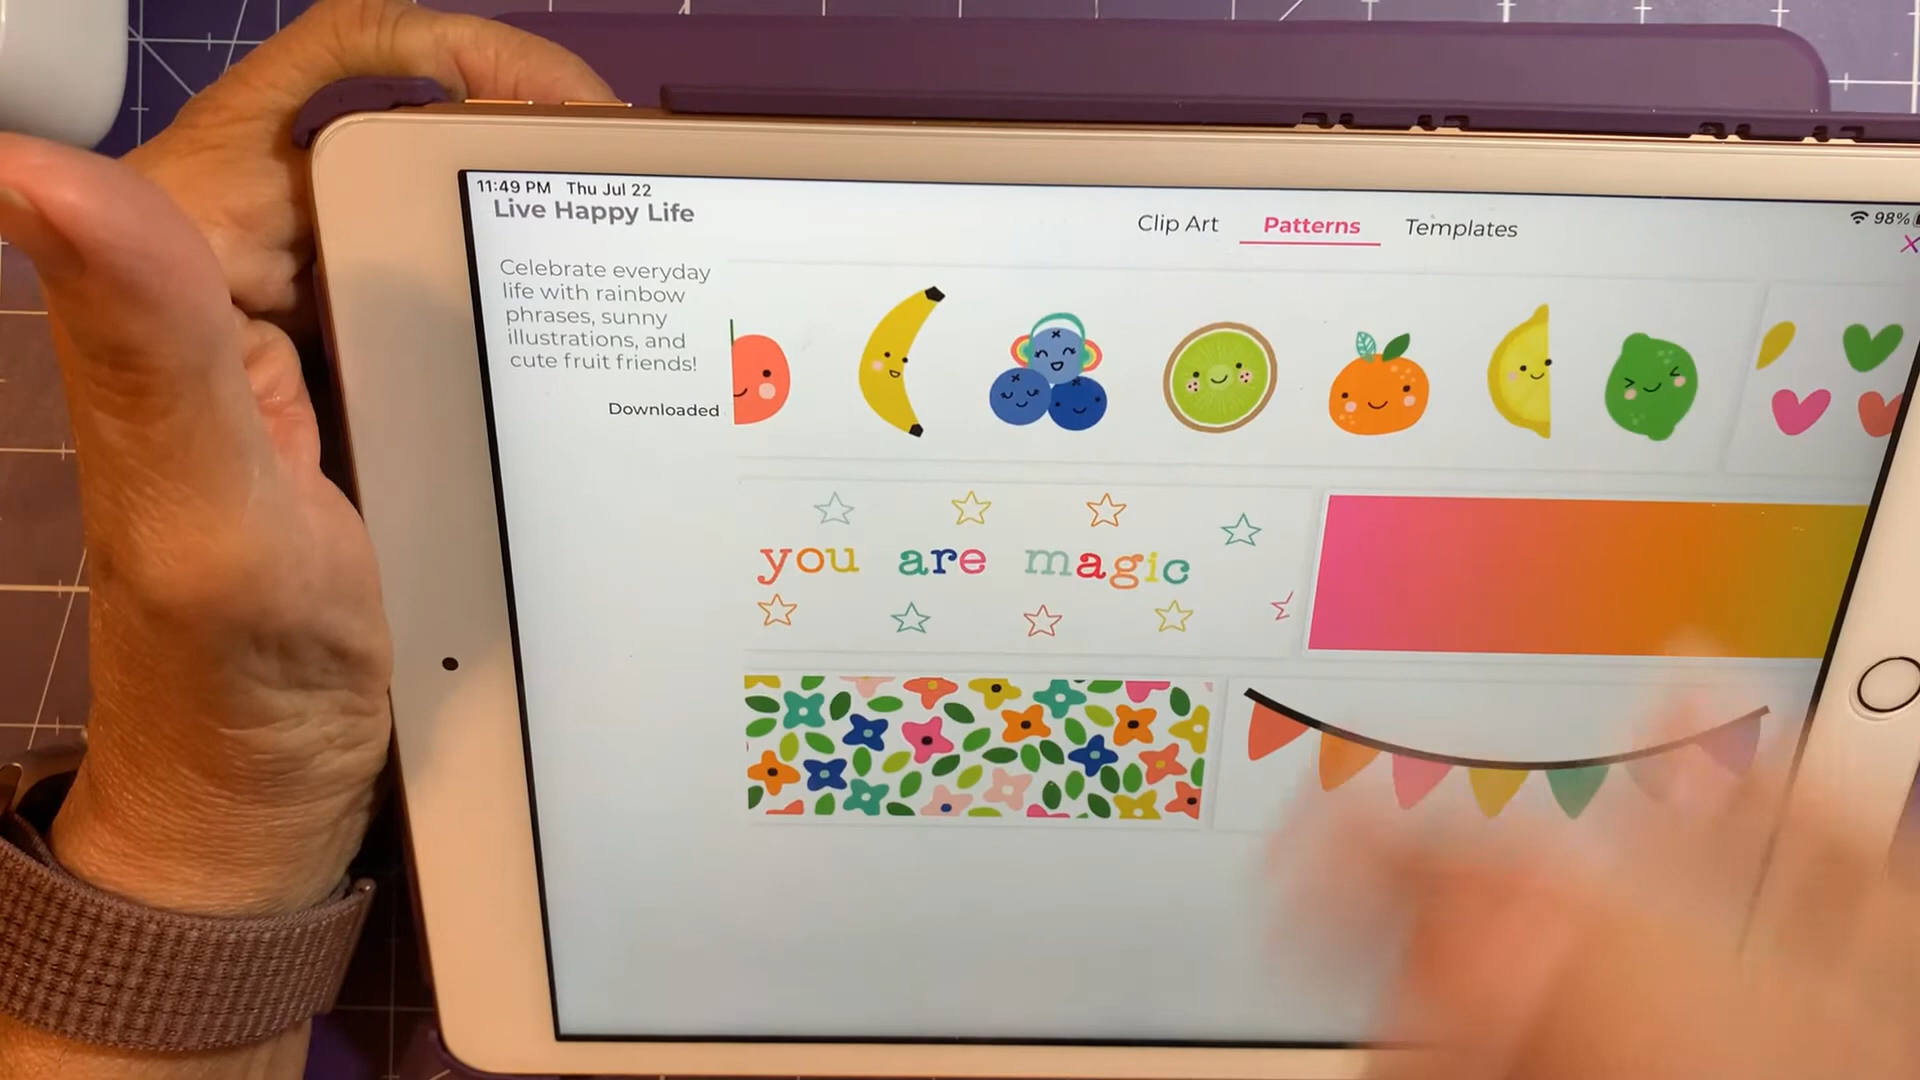 11:49 PM Thu Jul 22
98%
Live Happy Life
Clip Art Patterns Templates
Celebrate everyday
life with rainbow
phrases, sunny
illustrations, and
cute fruit friends!
Downloaded
you are magic